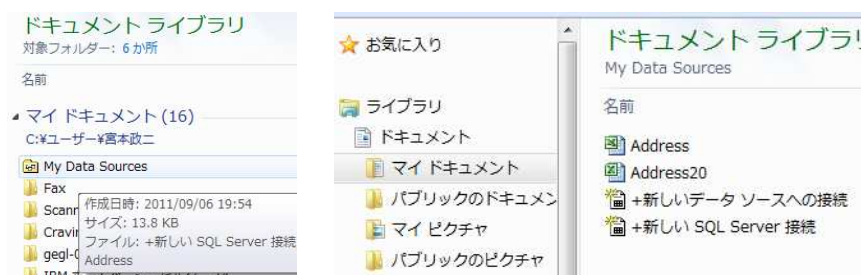 ドキュメント ライブラリ
対象フォルダー: 6 か所
名前
マイ ドキュメント (16)
C:¥ユーザー¥宮本政二
My Data Sources
Fax
Scanr
Cravir
gegl-0
作成日時: 2011/09/06 19:54
サイズ: 13.8 KB
ファイル: +新しい SQL Server 接続
Address
お気に入り
ライブラリ
ドキュメント
マイ ドキュメント
パブリックのドキュメン
マイ ピクチャ
パブリックのピクチャ
ドキュメント ライブラリ
My Data Sources
名前
Address
Address20
+新しいデータ ソースへの接続
+新しい SQL Server 接続